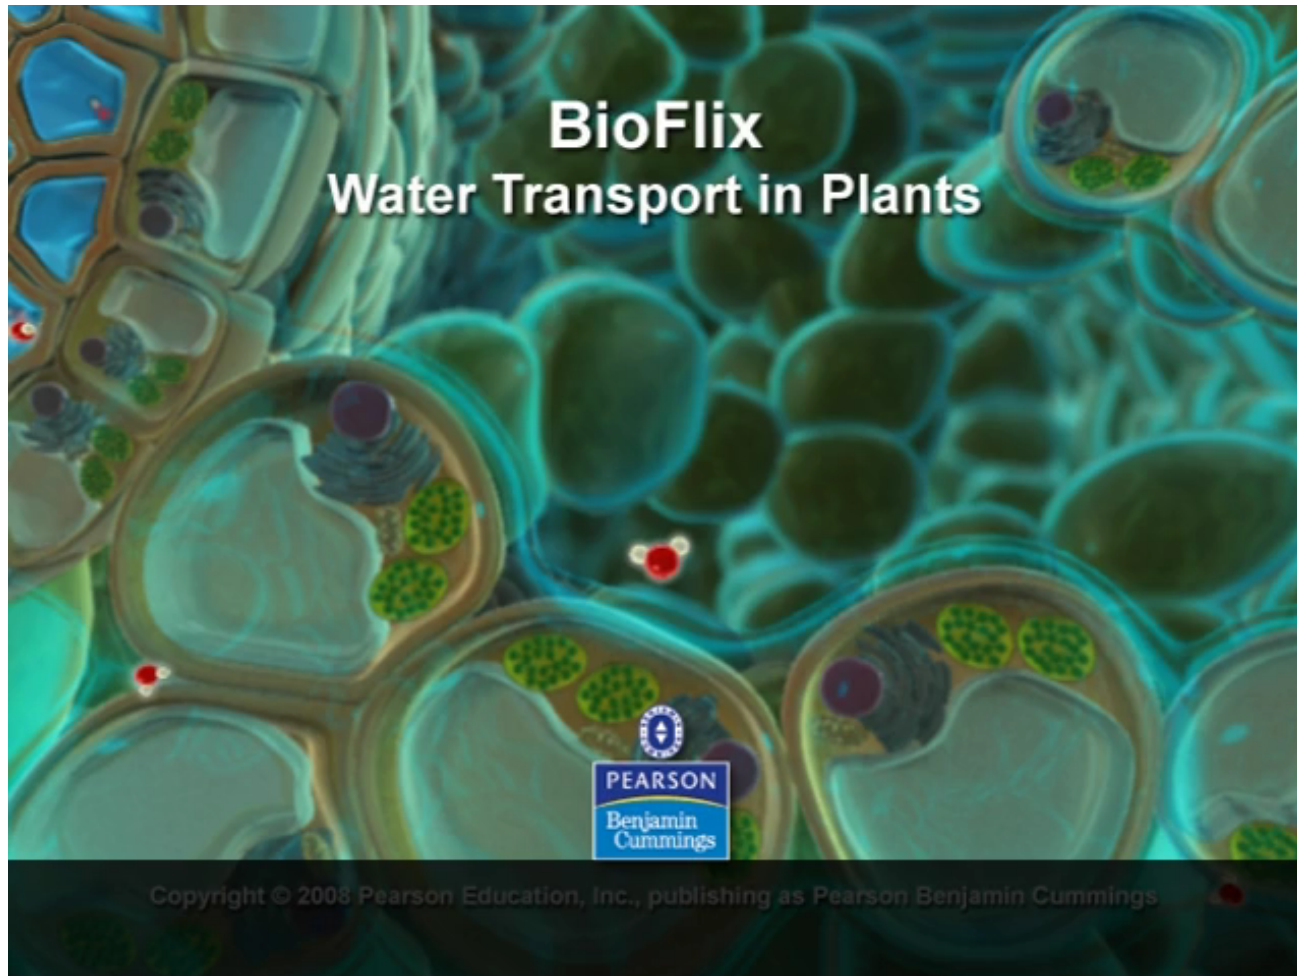 BioFlix
Water Transport in Plants
PEARSON
Benjamin
Cummings
Copyright © 2008 Pearson Education, Inc., publishing as Pearson Benjamin Cummings